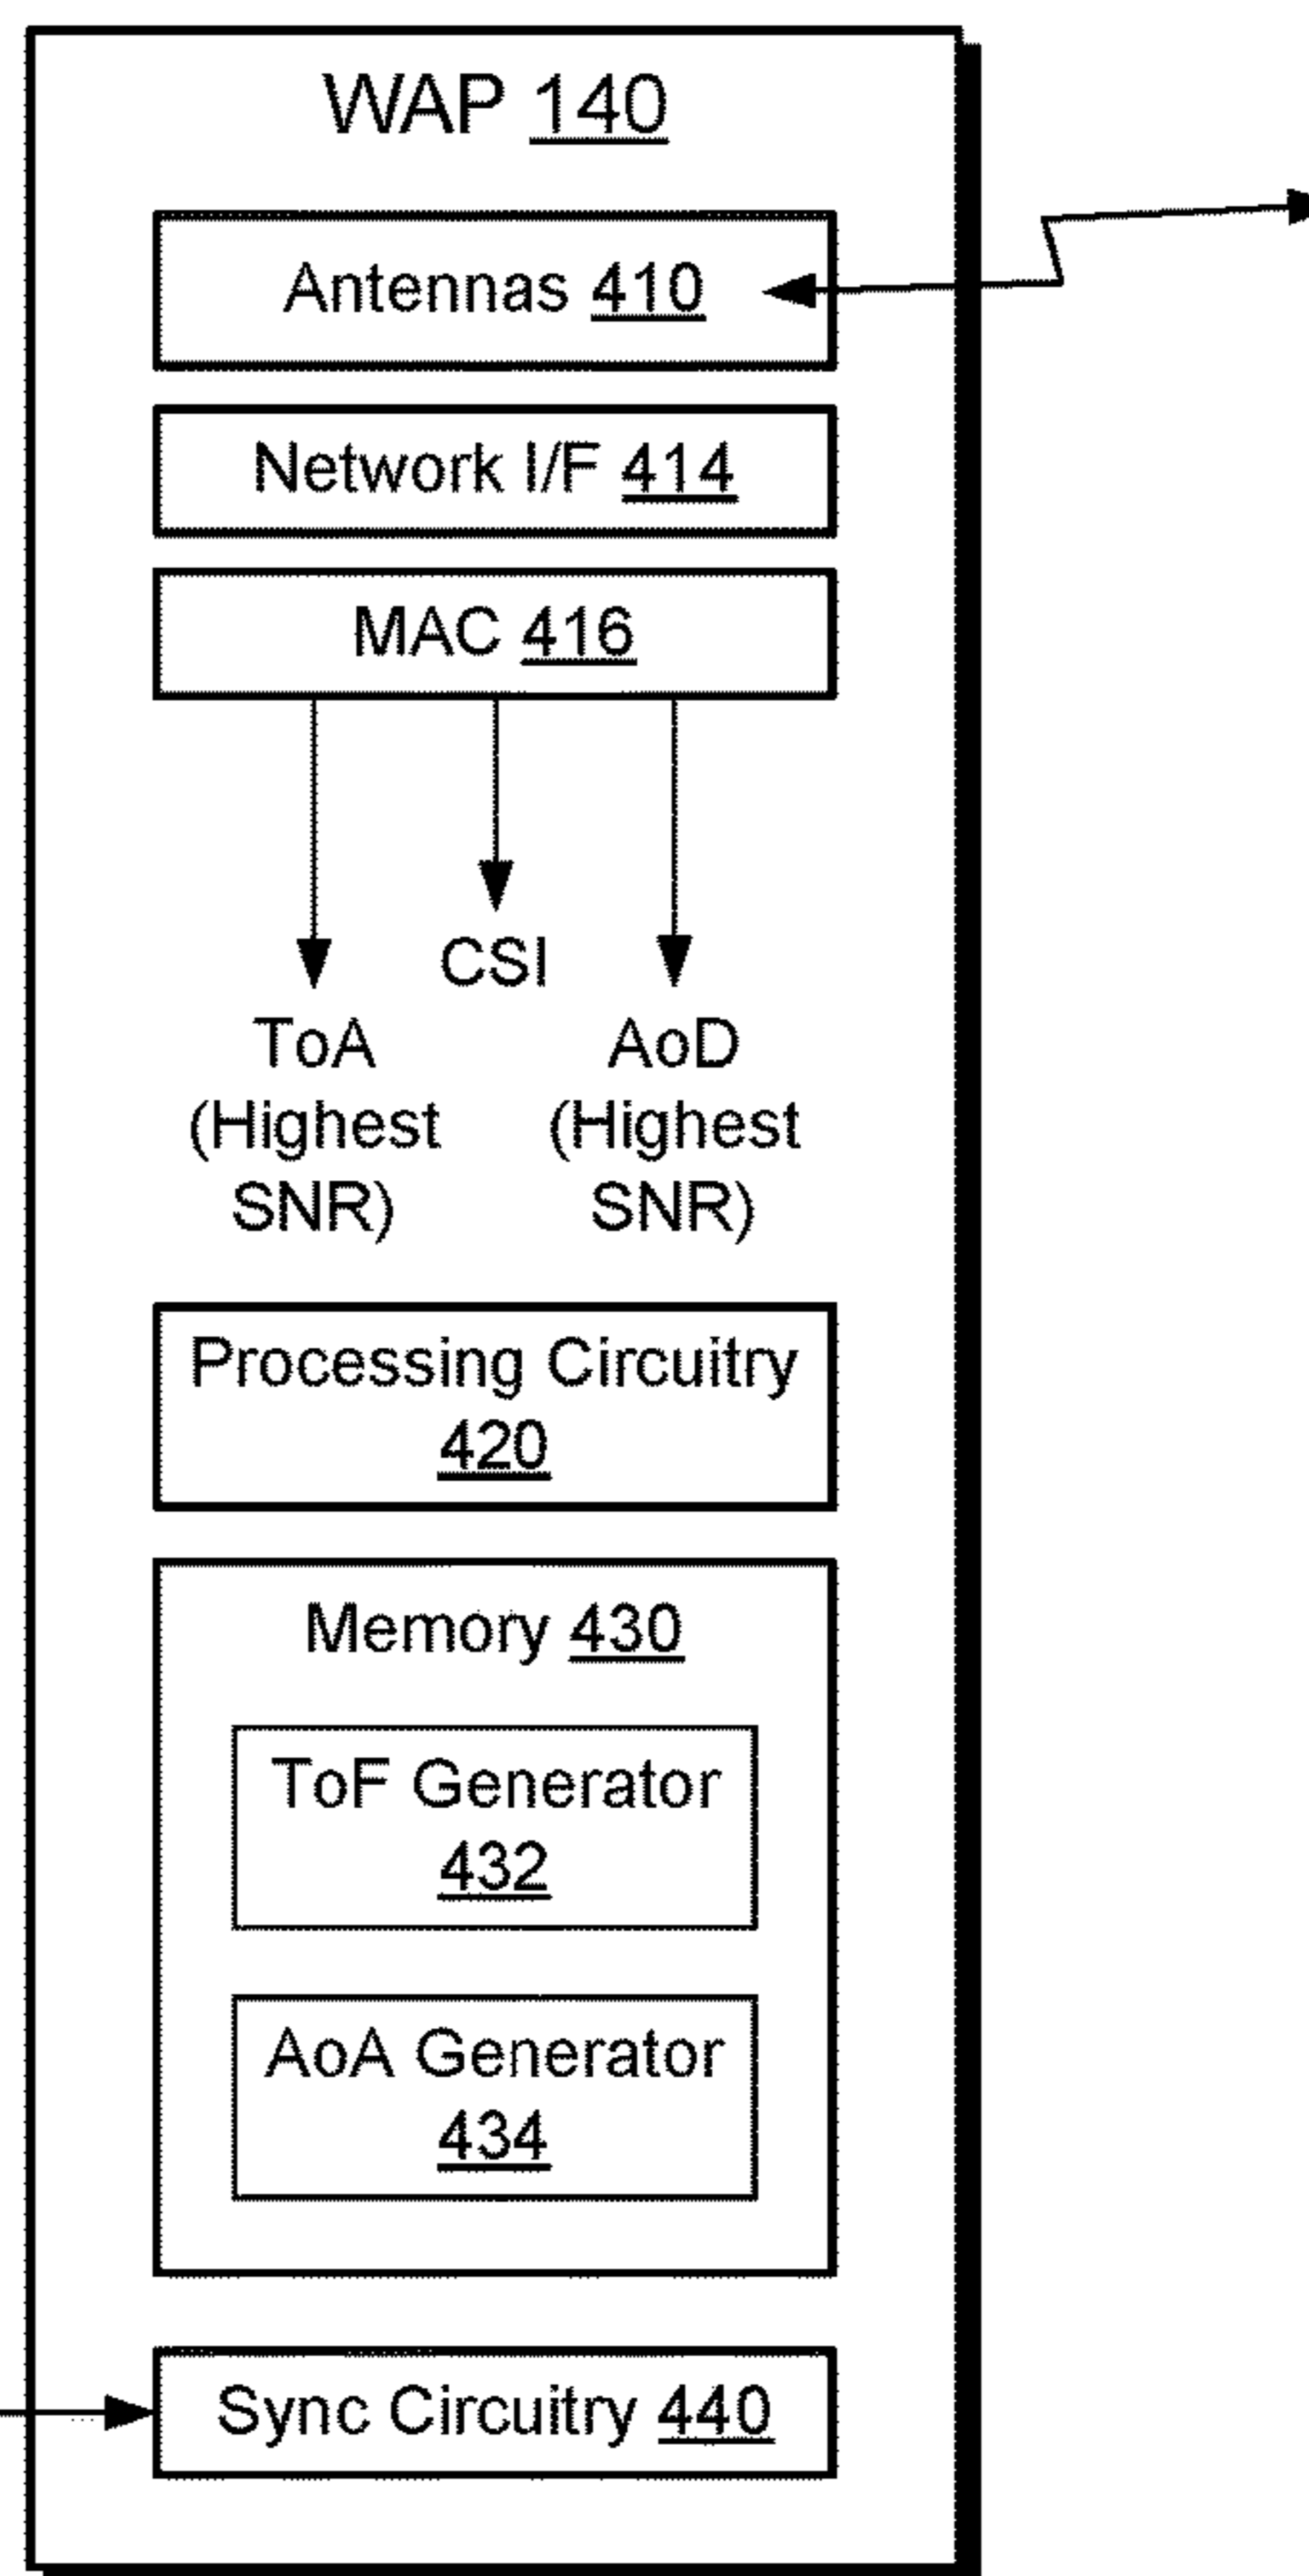 WAP 140
Antennas 410
Network I/F 414
MAC 416
CSI
ToA
(Highest
SNR)
AoD
(Highest
SNR)
Processing Circuitry
420
Memory 430
ToF Generator
432
AoA Generator
434
Sync Circuitry 440